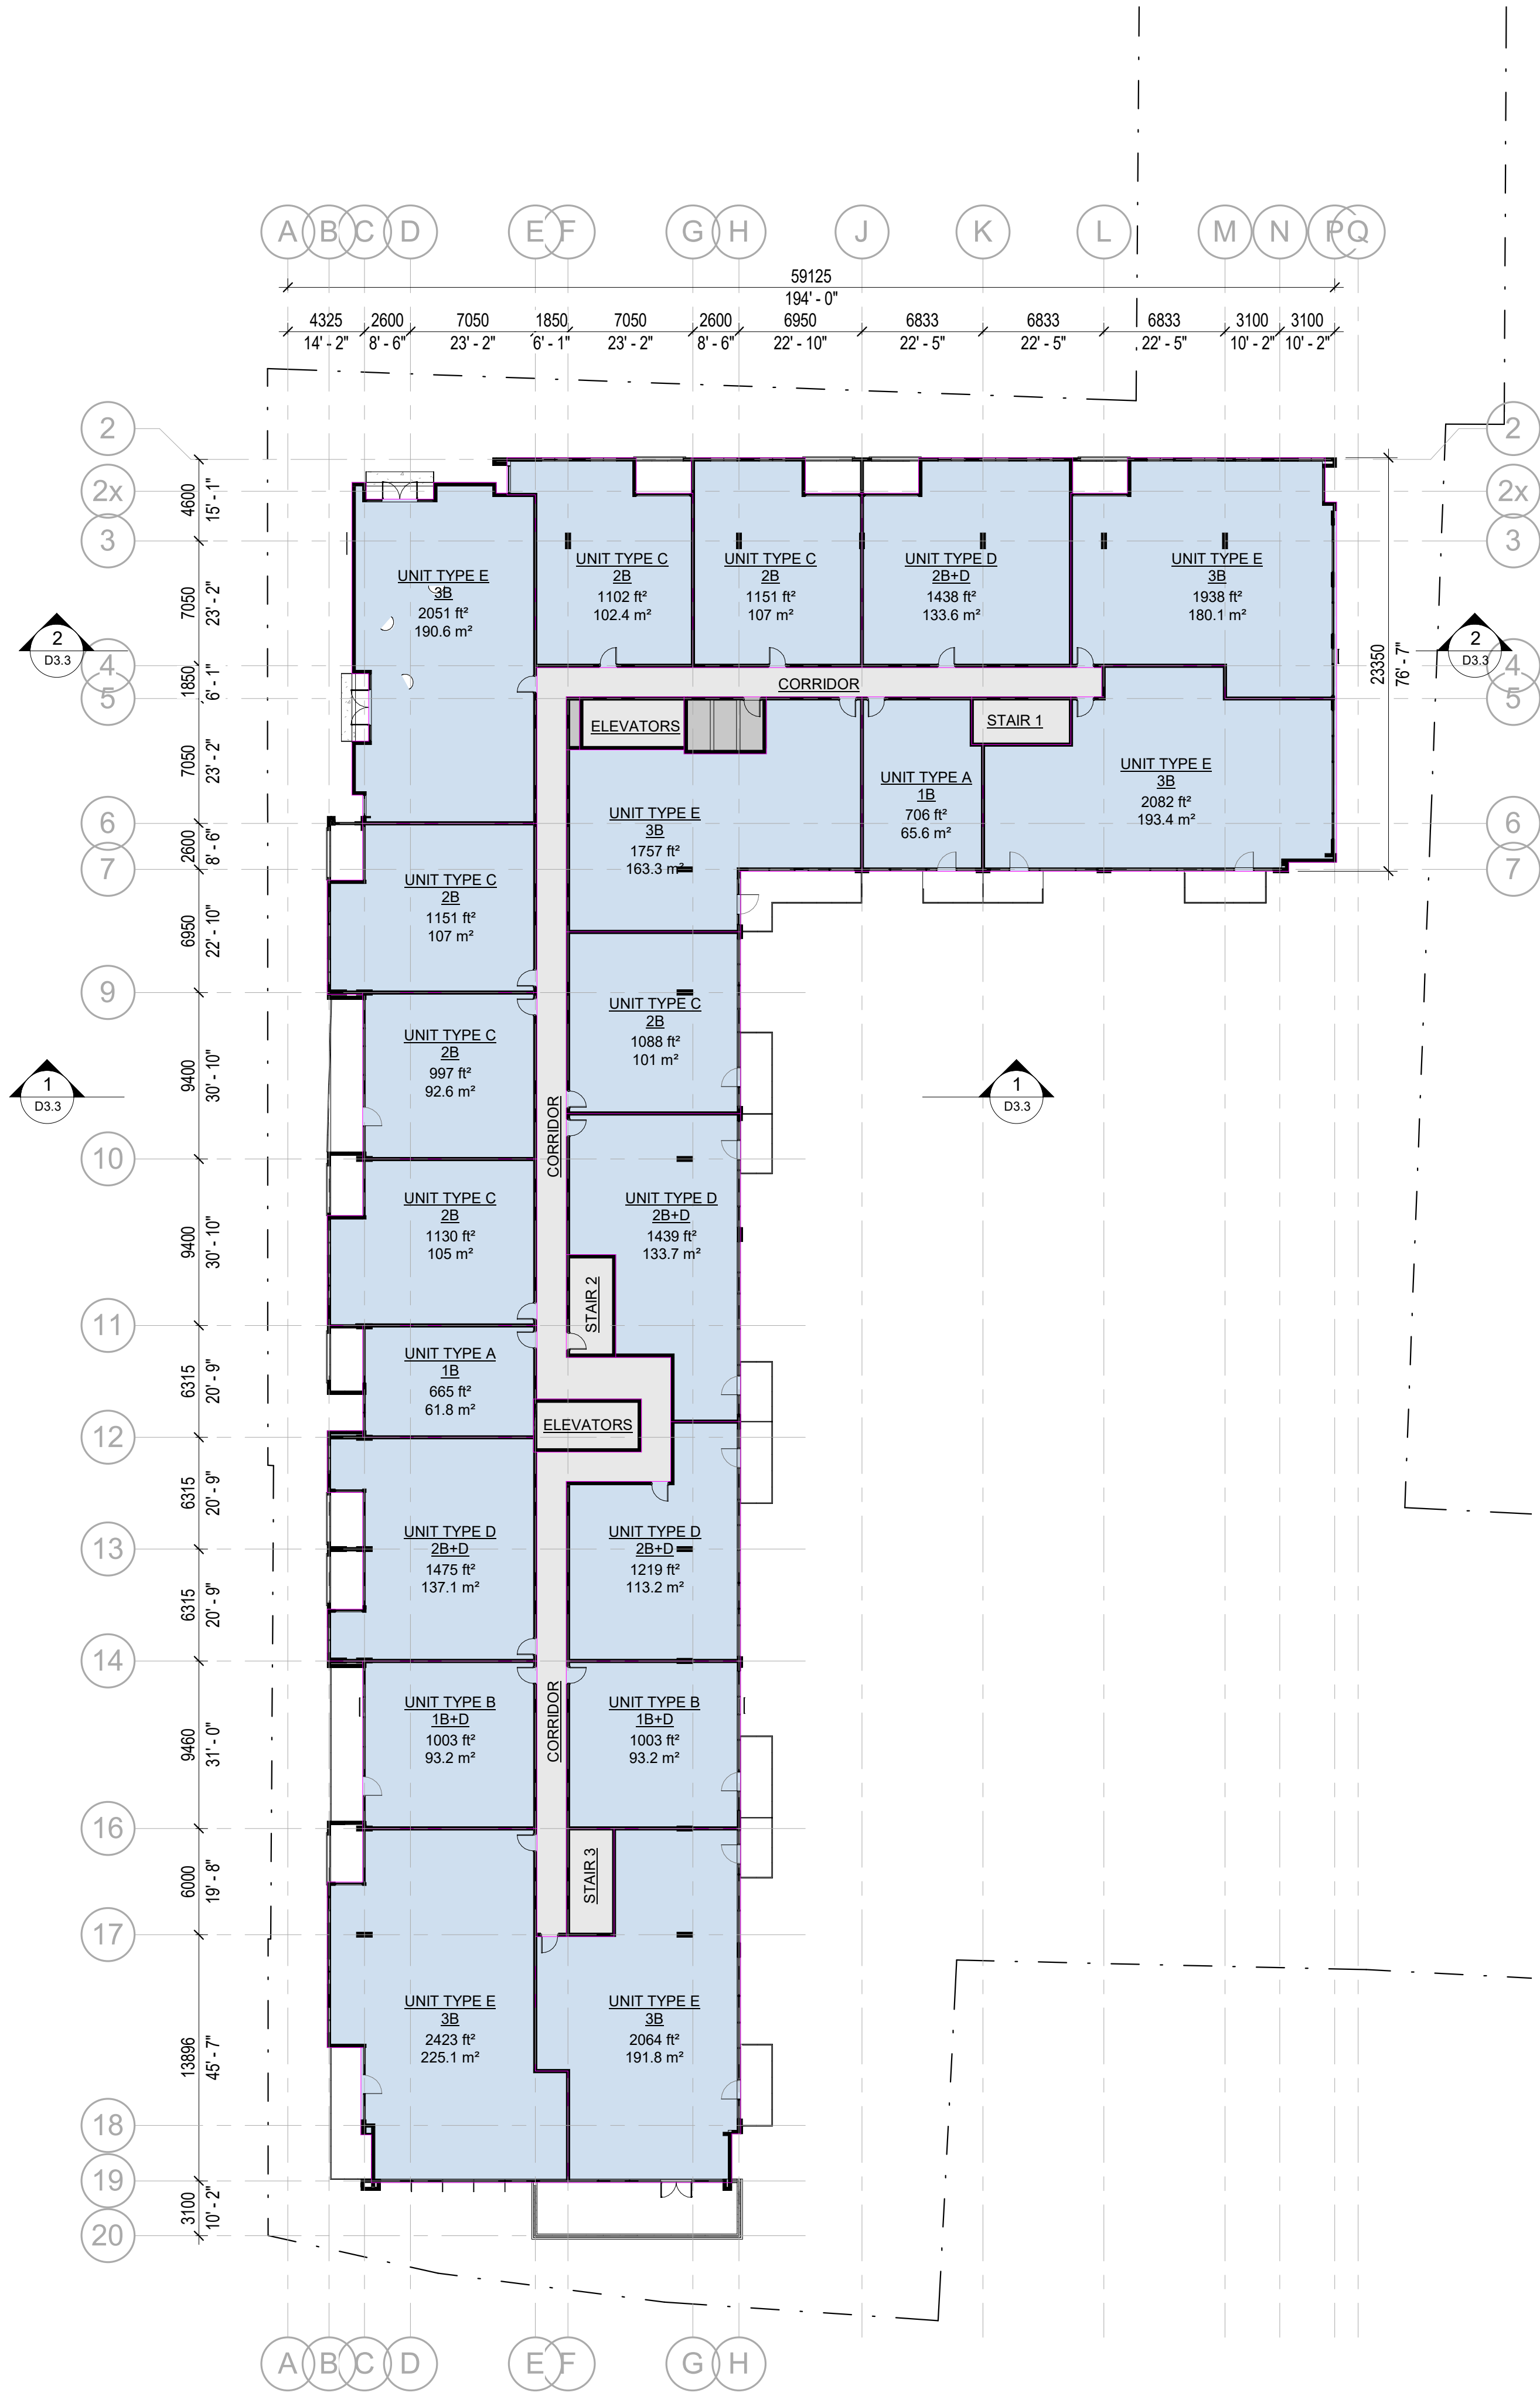 A B C D E F G H J K L M N P Q
59125
194' - 0"
4325 2600 7050 1850 7050 2600 6950 6833 6833 6833 3100 3100
14' - 2" 8' - 6" 23' - 2" 6' - 1" 23' - 2" 8' - 6" 22' - 10" 22' - 5" 22' - 5" 22' - 5" 10' - 2" 10' - 2"
2
2x
3
4
5
6
7
9
10
11
12
13
14
16
17
18
19
20
4600
15' - 1"
7050
23' - 2"
1850
6' - 1"
7050
23' - 2"
2600
8' - 6"
6950
22' - 10"
9400
30' - 10"
9400
30' - 10"
6315
20' - 9"
6315
20' - 9"
6315
20' - 9"
9460
31' - 0"
6000
19' - 8"
13896
45' - 7"
3100
10' - 2"
2
2x
3
4
5
6
7
23350
76' - 7"
2
D3.3
2
D3.3
1
D3.3
1
D3.3
UNIT TYPE E
3B
2051 ft²
190.6 m²
UNIT TYPE C
2B
1102 ft²
102.4 m²
UNIT TYPE C
2B
1151 ft²
107 m²
UNIT TYPE D
2B+D
1438 ft²
133.6 m²
UNIT TYPE E
3B
1938 ft²
180.1 m²
CORRIDOR
ELEVATORS
STAIR 1
UNIT TYPE E
3B
1757 ft²
163.3 m²
UNIT TYPE A
1B
706 ft²
65.6 m²
UNIT TYPE E
3B
2082 ft²
193.4 m²
UNIT TYPE C
2B
1151 ft²
107 m²
UNIT TYPE C
2B
997 ft²
92.6 m²
UNIT TYPE C
2B
1088 ft²
101 m²
CORRIDOR
UNIT TYPE C
2B
1130 ft²
105 m²
UNIT TYPE D
2B+D
1439 ft²
133.7 m²
STAIR 2
UNIT TYPE A
1B
665 ft²
61.8 m²
ELEVATORS
UNIT TYPE D
2B+D
1475 ft²
137.1 m²
UNIT TYPE D
2B+D
1219 ft²
113.2 m²
UNIT TYPE B
1B+D
1003 ft²
93.2 m²
CORRIDOR
UNIT TYPE B
1B+D
1003 ft²
93.2 m²
STAIR 3
UNIT TYPE E
3B
2423 ft²
225.1 m²
UNIT TYPE E
3B
2064 ft²
191.8 m²
A B C D E F G H